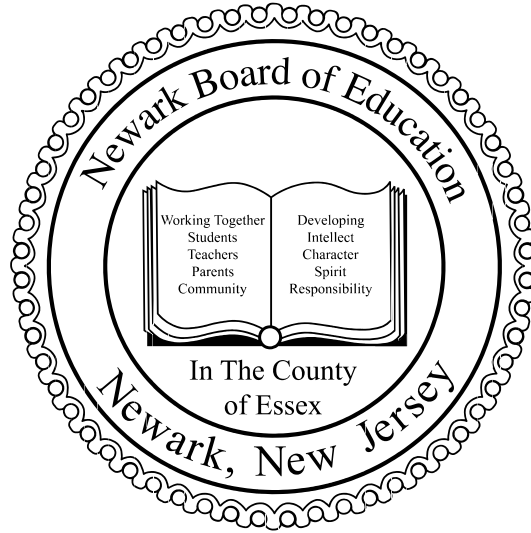 Newark Board of Education
Working Together
Students
Teachers
Parents
Community
Developing
Intellect
Character
Spirit
Responsibility
In The County
of Essex
Newark, New Jersey